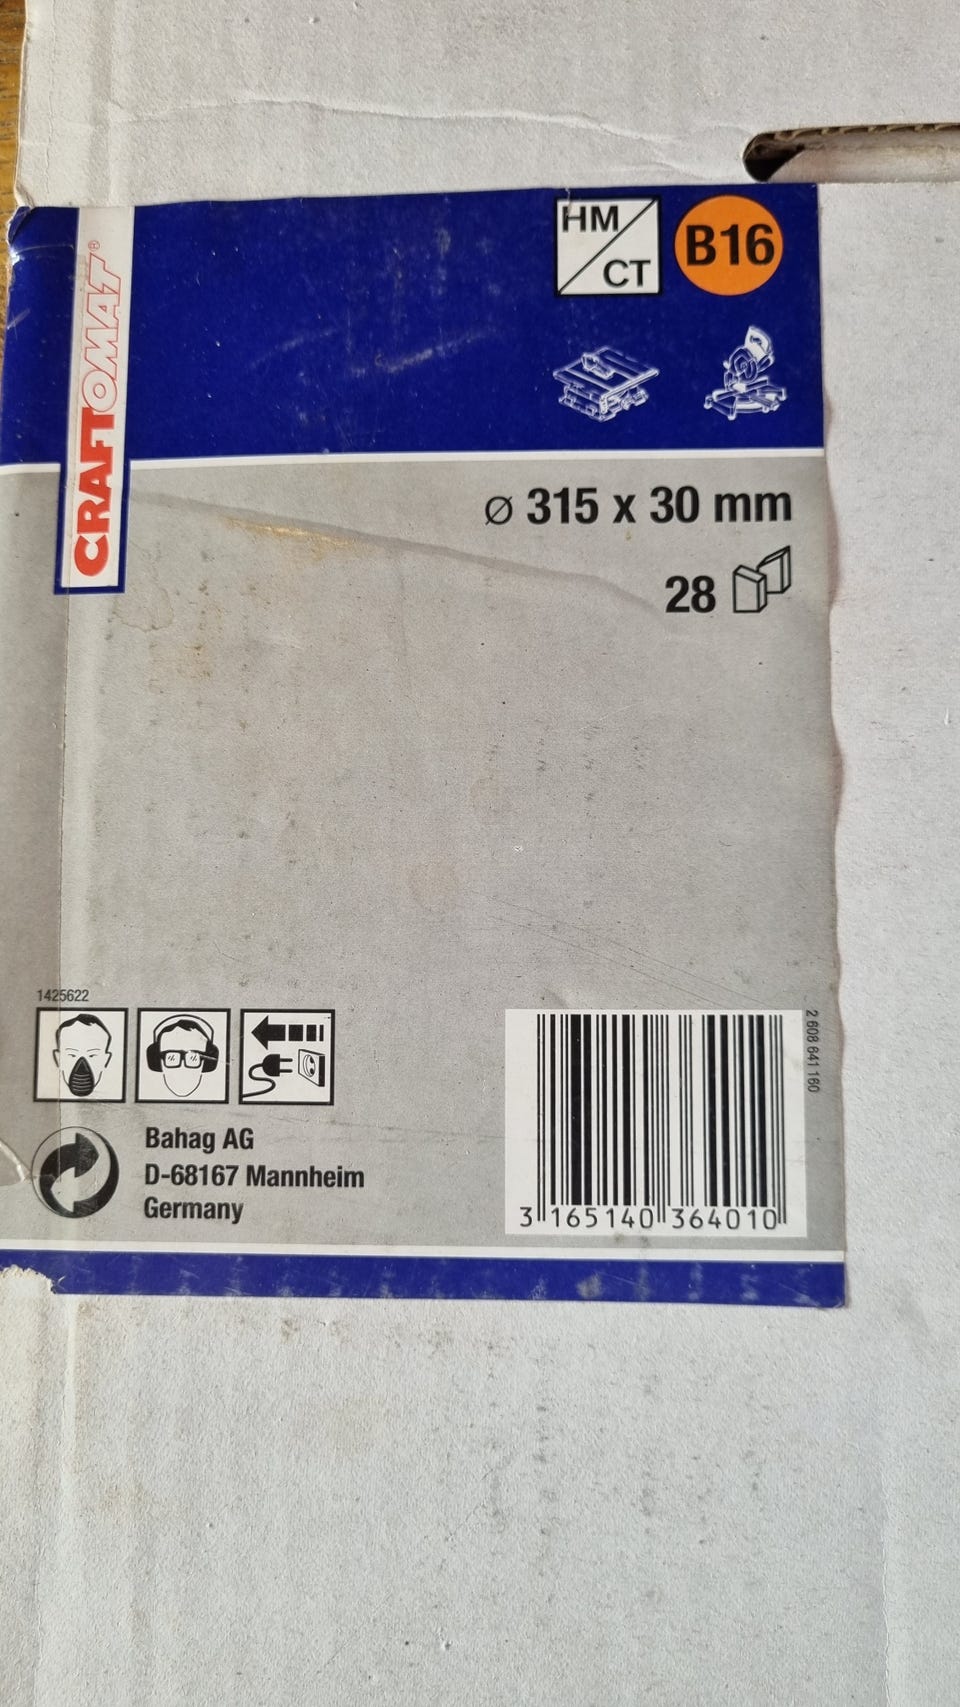 CRAFTOMAT®
HM
CT
B16
Ø 315 x 30 mm
28
1425622
2 608 641 160
Bahag AG
D-68167 Mannheim
Germany
3 165140 364010